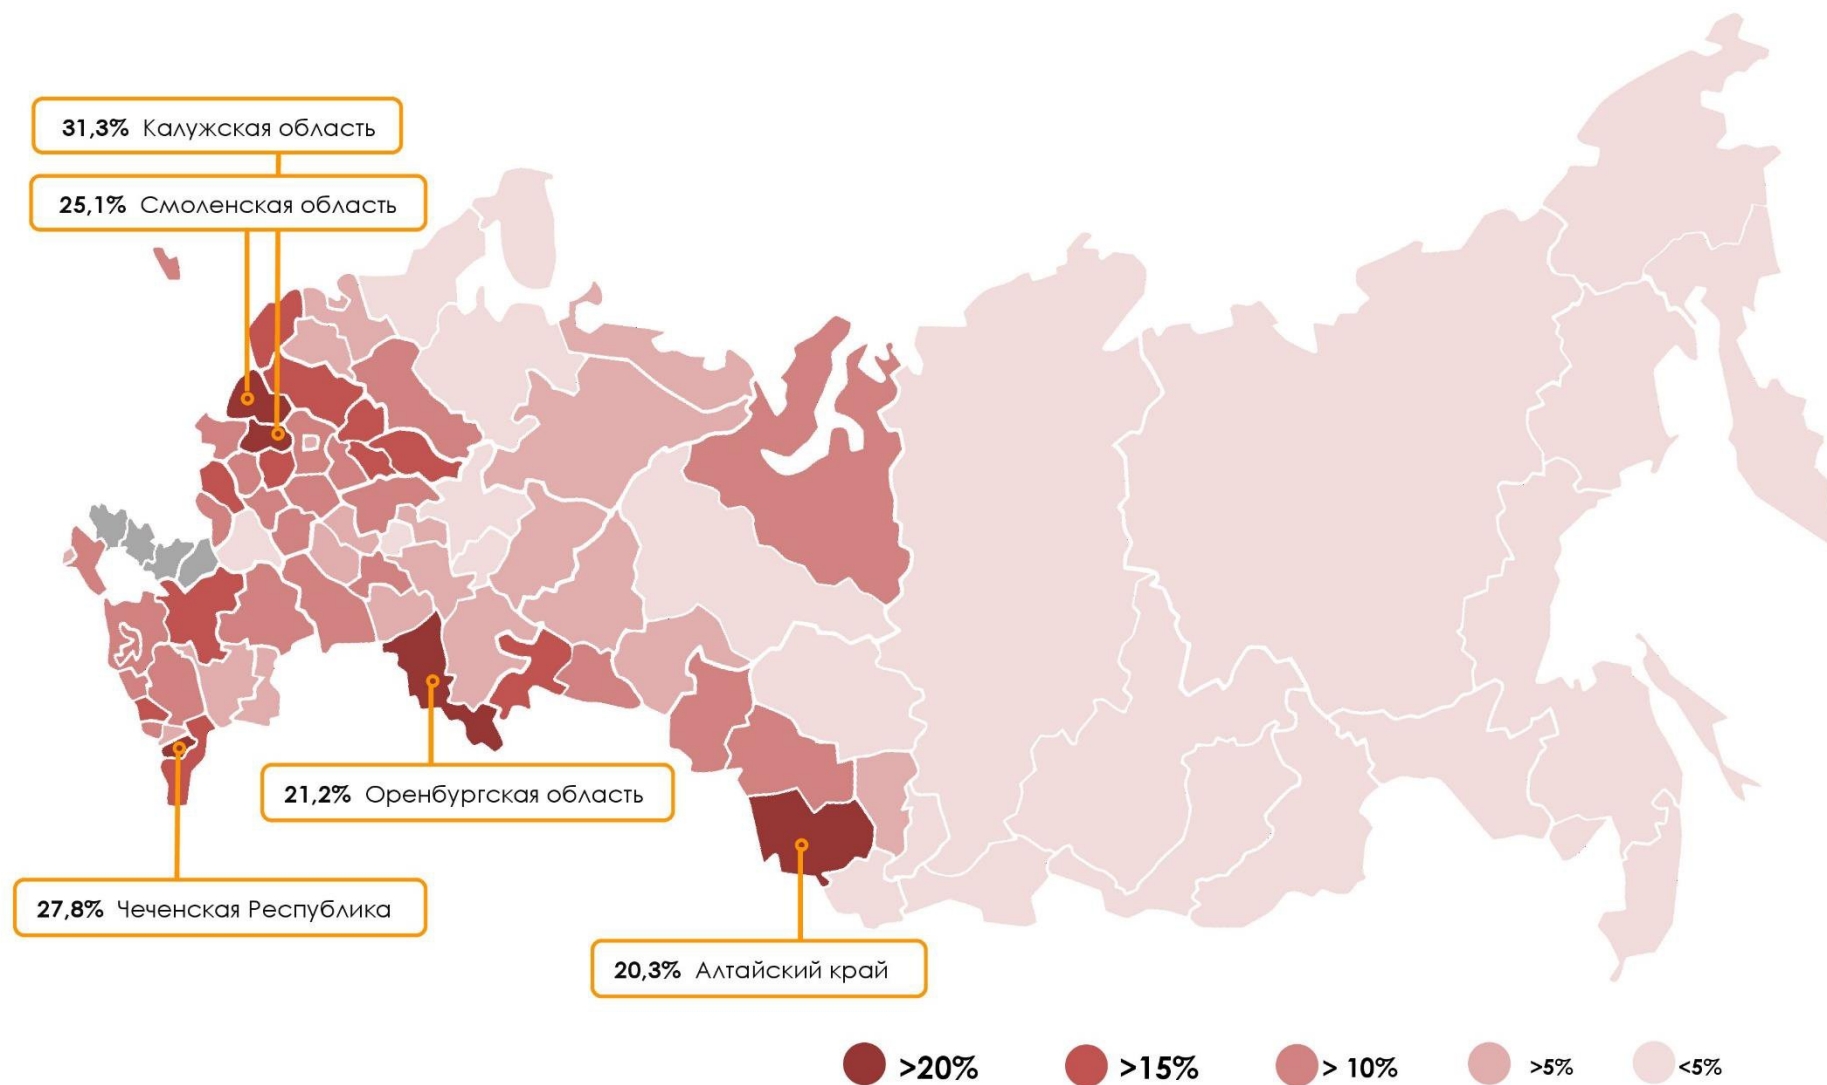 31,3% Калужская область
25,1% Смоленская область
21,2% Оренбургская область
27,8% Чеченская Республика
20,3% Алтайский край
>20%
>15%
> 10%
>5%
<5%